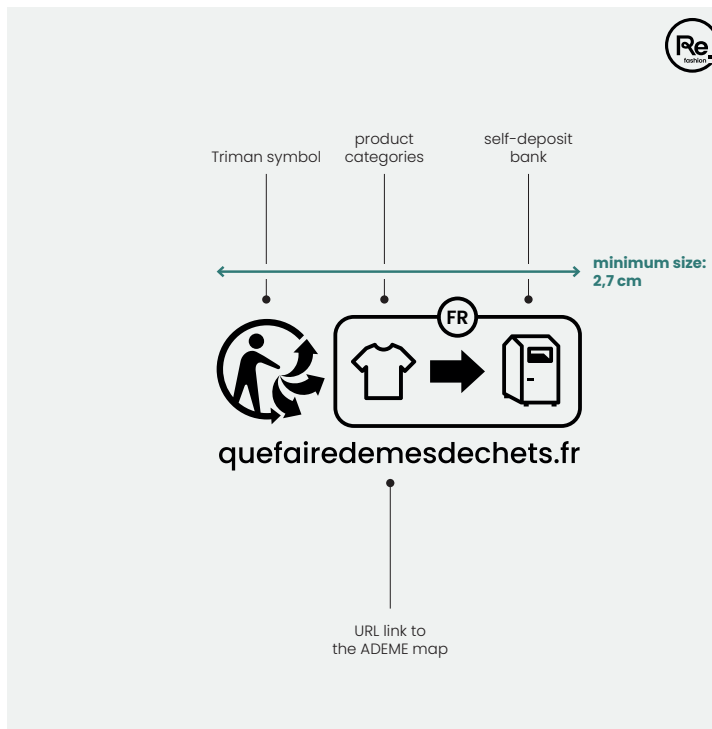 Re.
fashion
product
categories
self-deposit
bank
Triman symbol
minimum size:
2,7 cm
FR
quefairedemesdechets.fr
URL link to
the ADEME map